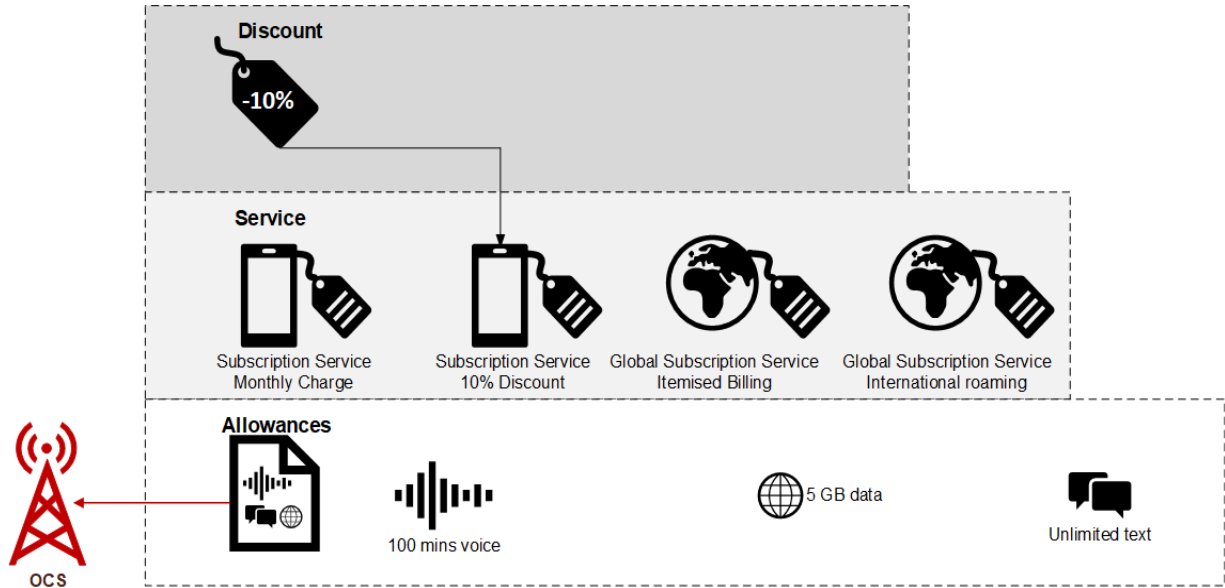 Discount
-10%
Service
Subscription Service
Monthly Charge
Subscription Service
10% Discount
Global Subscription Service
Itemised Billing
Global Subscription Service
International roaming
Allowances
100 mins voice
5 GB data
Unlimited text
OCS